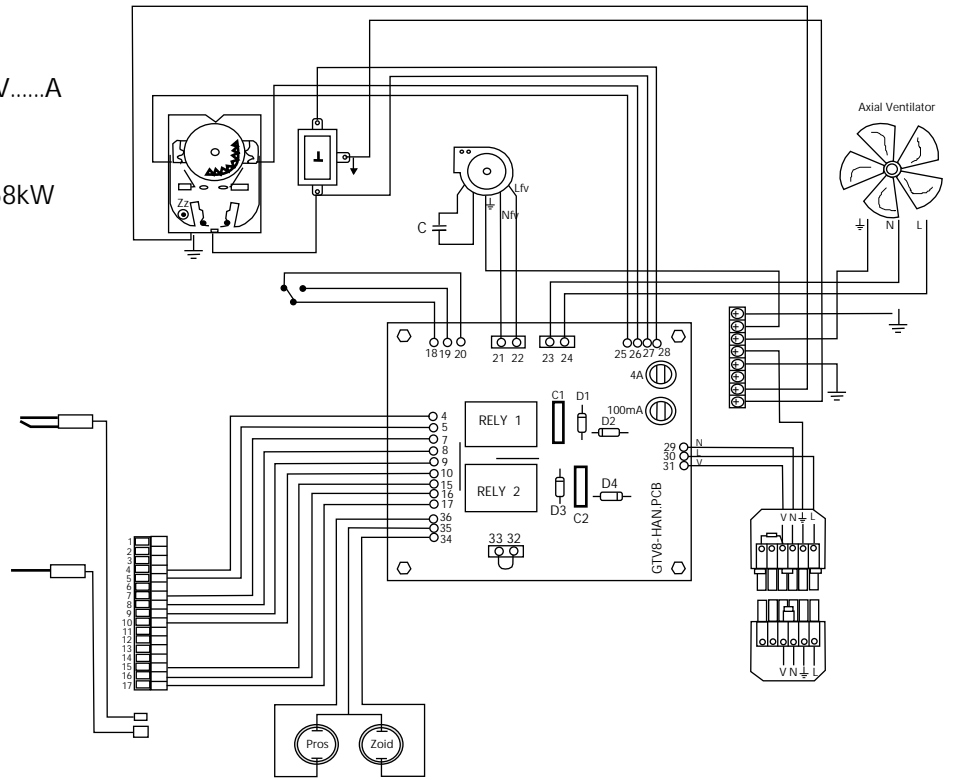 V......A
8kW
Axial Ventilator
Zz
C
Lfv
Nfv
N
L
18 19 20
21 22
23 24
25 26 27 28
4A
100mA
C1 D1
D2
RELY 1
RELY 2
D3
C2
D4
33 32
GTV8-HAN.PCB
4
5
7
8
9
10
15
16
17
36
35
34
29 N
30 L
31 V
1
2
3
4
5
6
7
8
9
10
11
12
13
14
15
16
17
V N L
V N L
Pros
Zoid